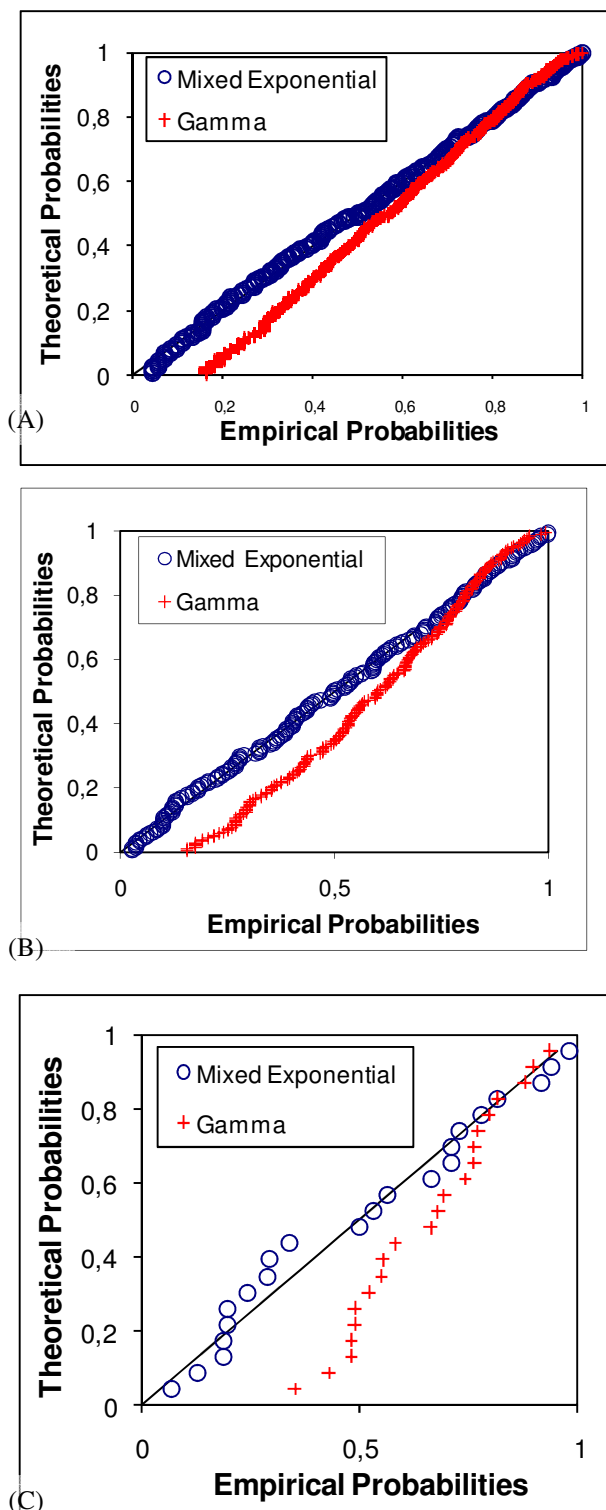 1
Mixed Exponential
0,8
Gamma
0,6
0,4
0,2
0
0 0,2 0,4 0,6 0,8 1
Theoretical Probabilities
Empirical Probabilities
(A)
1
Mixed Exponential
0,8
Gamma
0,6
0,4
0,2
0
0 0,5 1
Theoretical Probabilities
Empirical Probabilities
(B)
1
Mixed Exponential
0,8
Gamma
0,6
0,4
0,2
0
0 0,5 1
Theoretical Probabilities
Empirical Probabilities
(C)